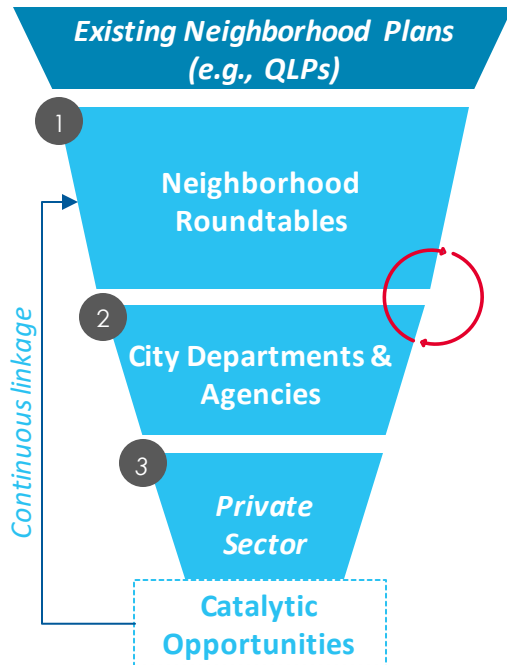 Existing Neighborhood Plans
(e.g., QLPs)
1
Neighborhood
Roundtables
2
City Departments &
Agencies
3
Private
Sector
Catalytic
Opportunities
Continuous linkage